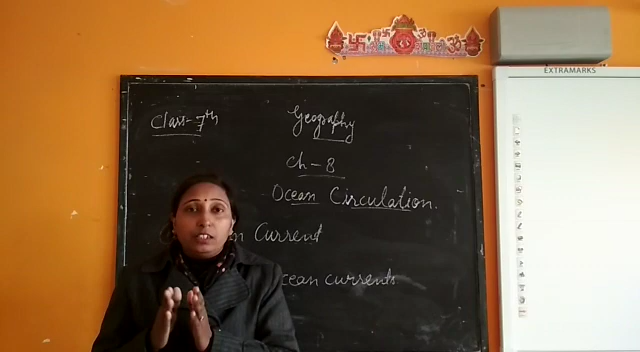 EXTRAMARKS
Class-7th
Geography
Ch-8
Ocean Circulation.
Current
ocean currents